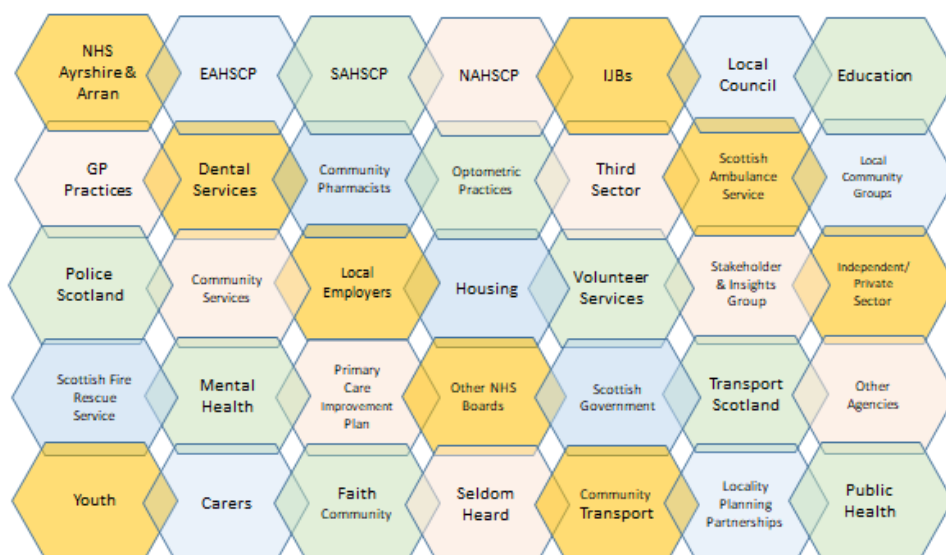 NHS
Ayrshire &
Arran
EAHSCP
SAHSCP
NAHSCP
IJBs
Local
Council
Education
GP
Practices
Dental
Services
Community
Pharmacists
Optometric
Practices
Third
Sector
Scottish
Ambulance
Service
Local
Community
Groups
Police
Scotland
Community
Services
Local
Employers
Housing
Volunteer
Services
Stakeholder
& Insights
Group
Independent/
Private
Sector
Scottish Fire
Rescue
Service
Mental
Health
Primary
Care
Improvement
Plan
Other NHS
Boards
Scottish
Government
Transport
Scotland
Other
Agencies
Youth
Carers
Faith
Community
Seldom
Heard
Community
Transport
Locality
Planning
Partnerships
Public
Health